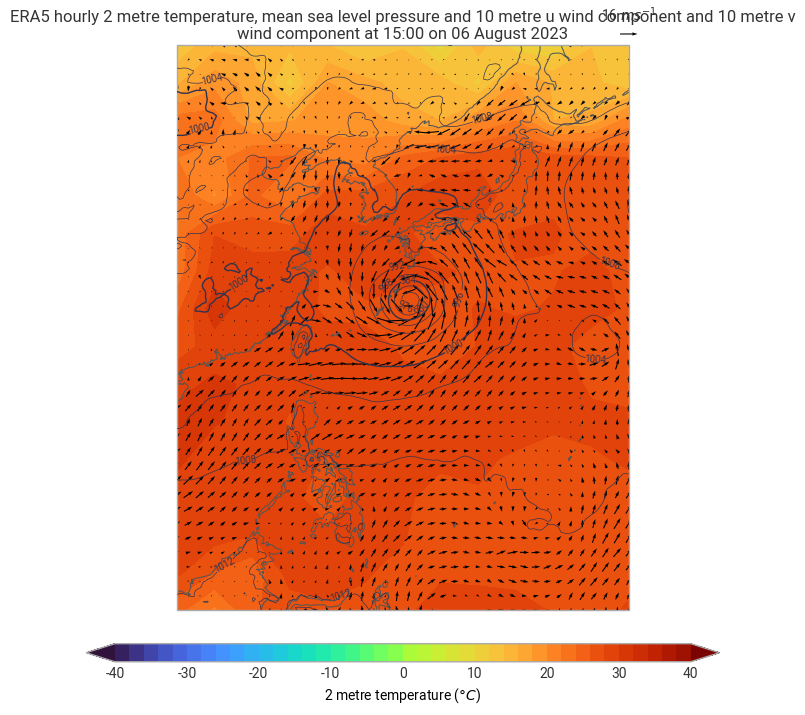 ERA5 hourly 2 metre temperature, mean sea level pressure and 10 metre u wind component and 10 metre v
wind component at 15:00 on 06 August 2023
16 ms⁻¹
1004
1000
1008
1004
1008
1000
1000
1004
1008
1012
1012
-40 -30 -20 -10 0 10 20 30 40
2 metre temperature (°C)